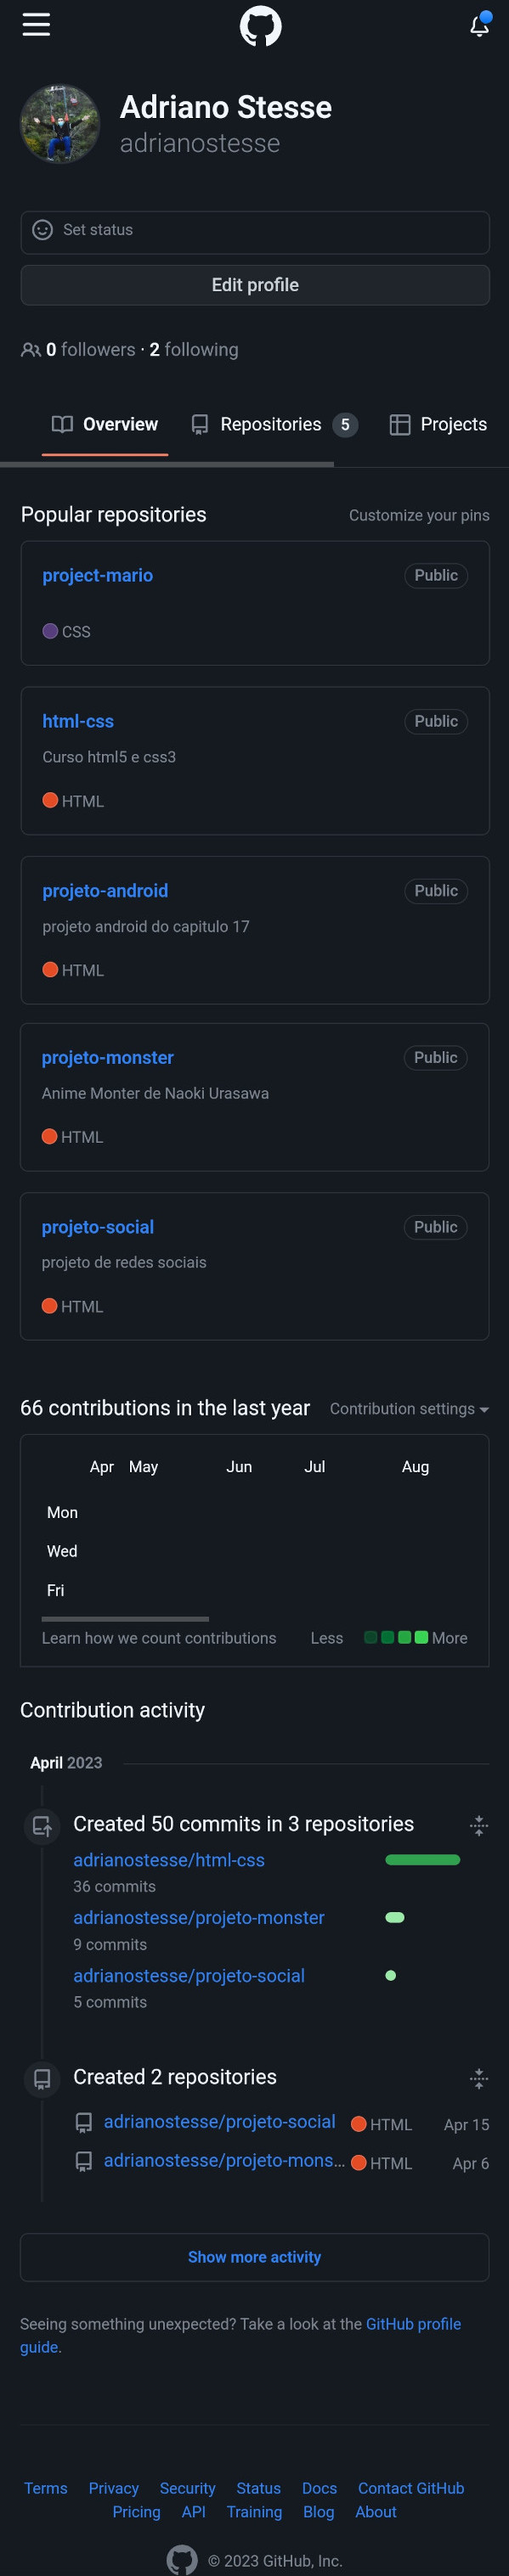 Adriano Stesse
adrianostesse
Set status
Edit profile
0 followers · 2 following
Overview Repositories 5 Projects
Popular repositories Customize your pins
project-mario Public
CSS
html-css Public
Curso html5 e css3
HTML
projeto-android Public
projeto android do capitulo 17
HTML
projeto-monster Public
Anime Monter de Naoki Urasawa
HTML
projeto-social Public
projeto de redes sociais
HTML
66 contributions in the last year Contribution settings
Apr May Jun Jul Aug
Mon
Wed
Fri
Learn how we count contributions Less More
Contribution activity
April 2023
Created 50 commits in 3 repositories
adrianostesse/html-css
36 commits
adrianostesse/projeto-monster
9 commits
adrianostesse/projeto-social
5 commits
Created 2 repositories
adrianostesse/projeto-social HTML Apr 15
adrianostesse/projeto-mons... HTML Apr 6
Show more activity
Seeing something unexpected? Take a look at the GitHub profile
guide.
Terms Privacy Security Status Docs Contact GitHub
Pricing API Training Blog About
© 2023 GitHub, Inc.